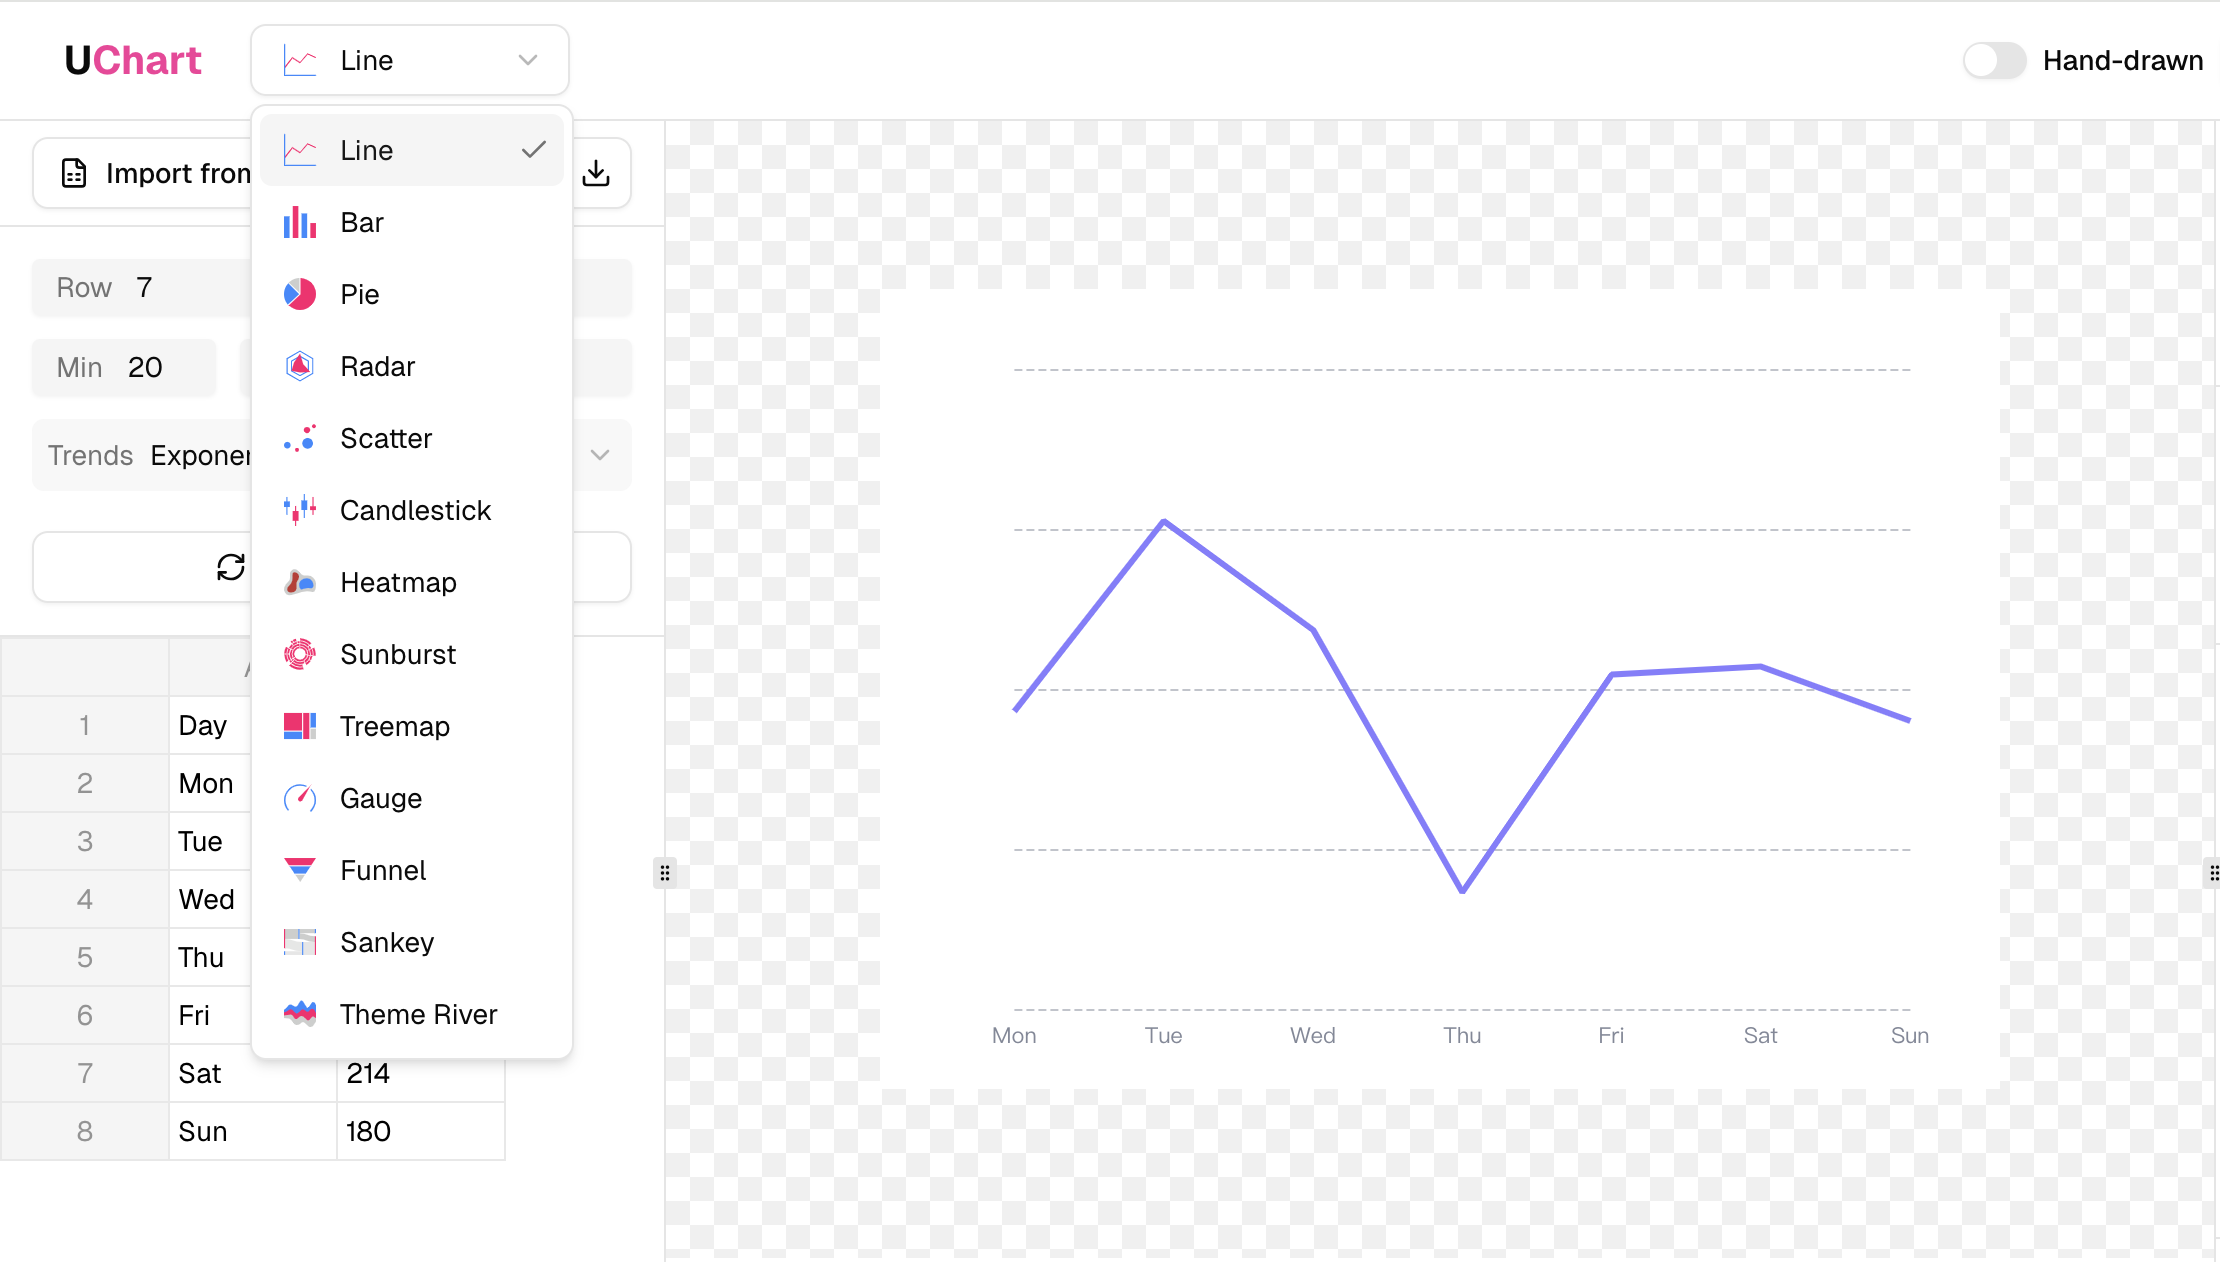 UChart
Line
Hand-drawn
Import from
Line
Bar
Pie
Radar
Scatter
Candlestick
Heatmap
Sunburst
Treemap
Gauge
Funnel
Sankey
Theme River
Row 7
Min 20
Trends
1 Day
2 Mon
3 Tue
4 Wed
5 Thu
6 Fri
7 Sat 214
8 Sun 180
Mon Tue Wed Thu Fri Sat Sun